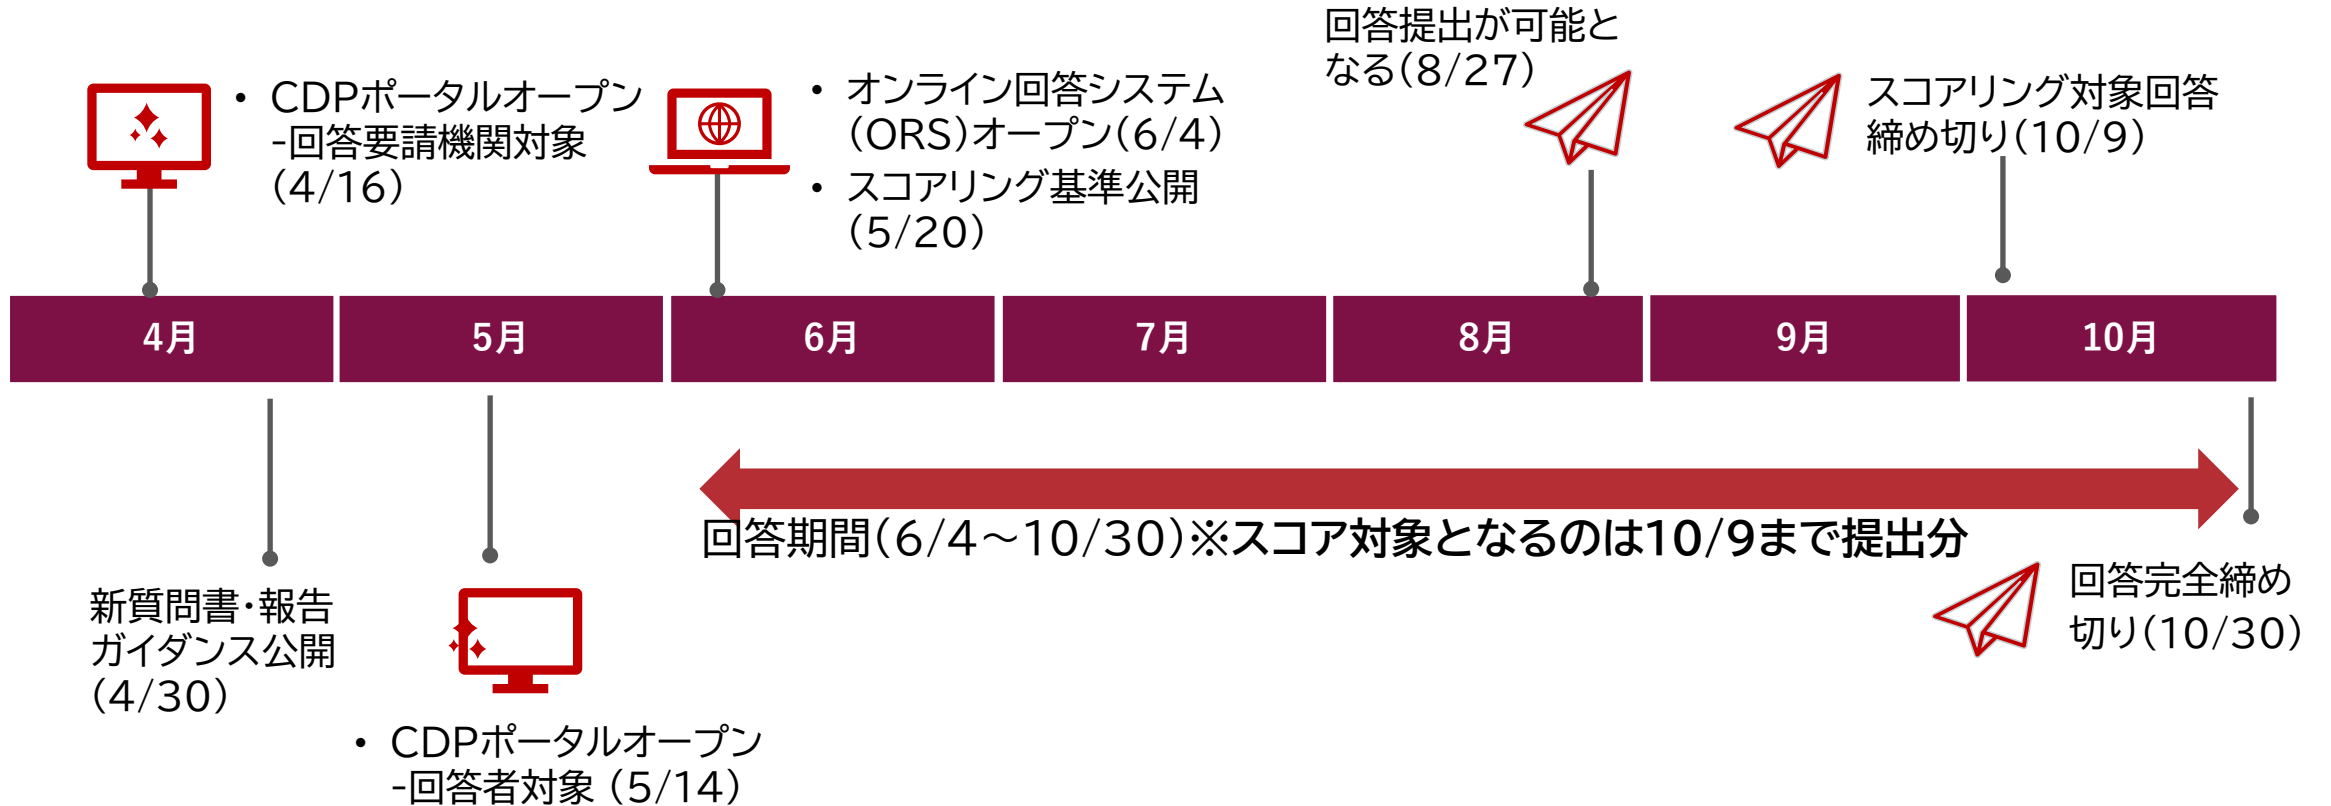 回答提出が可能と
なる(8/27)
• CDPポータルオープン
-回答要請機関対象
(4/16)
• オンライン回答システム
(ORS)オープン(6/4)
• スコアリング基準公開
(5/20)
スコアリング対象回答
締め切り(10/9)
4月
5月
6月
7月
8月
9月
10月
回答期間(6/4~10/30)※スコア対象となるのは10/9まで提出分
新質問書・報告
ガイダンス公開
(4/30)
• CDPポータルオープン
-回答者対象 (5/14)
回答完全締め
切り(10/30)